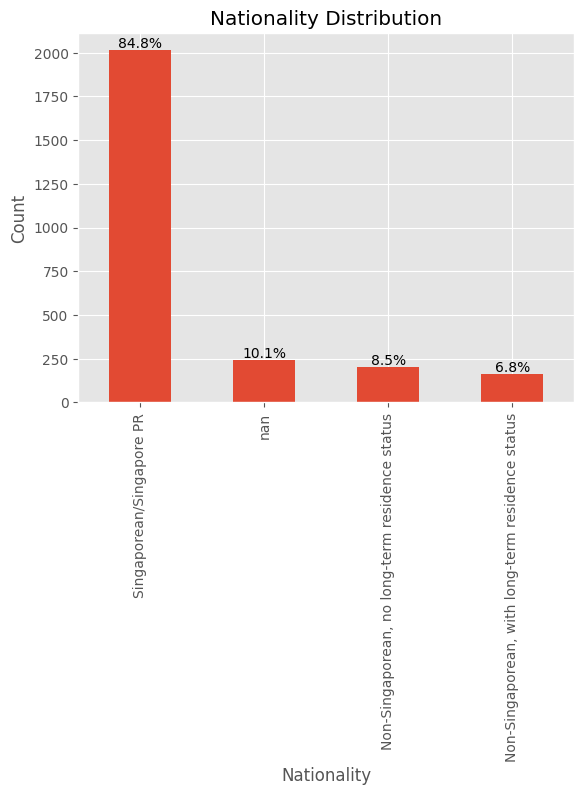 Nationality Distribution
2000
1750
1500
1250
1000
750
500
250
0
Count
84.8%
10.1%
8.5%
6.8%
Singaporean/Singapore PR
nan
Non-Singaporean, no long-term residence status
Non-Singaporean, with long-term residence status
Nationality